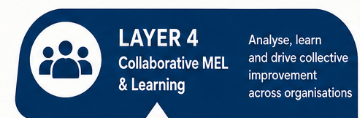 LAYER 4
Collaborative MEL
& Learning
Analyse, learn
and drive collective
improvement
across organisations